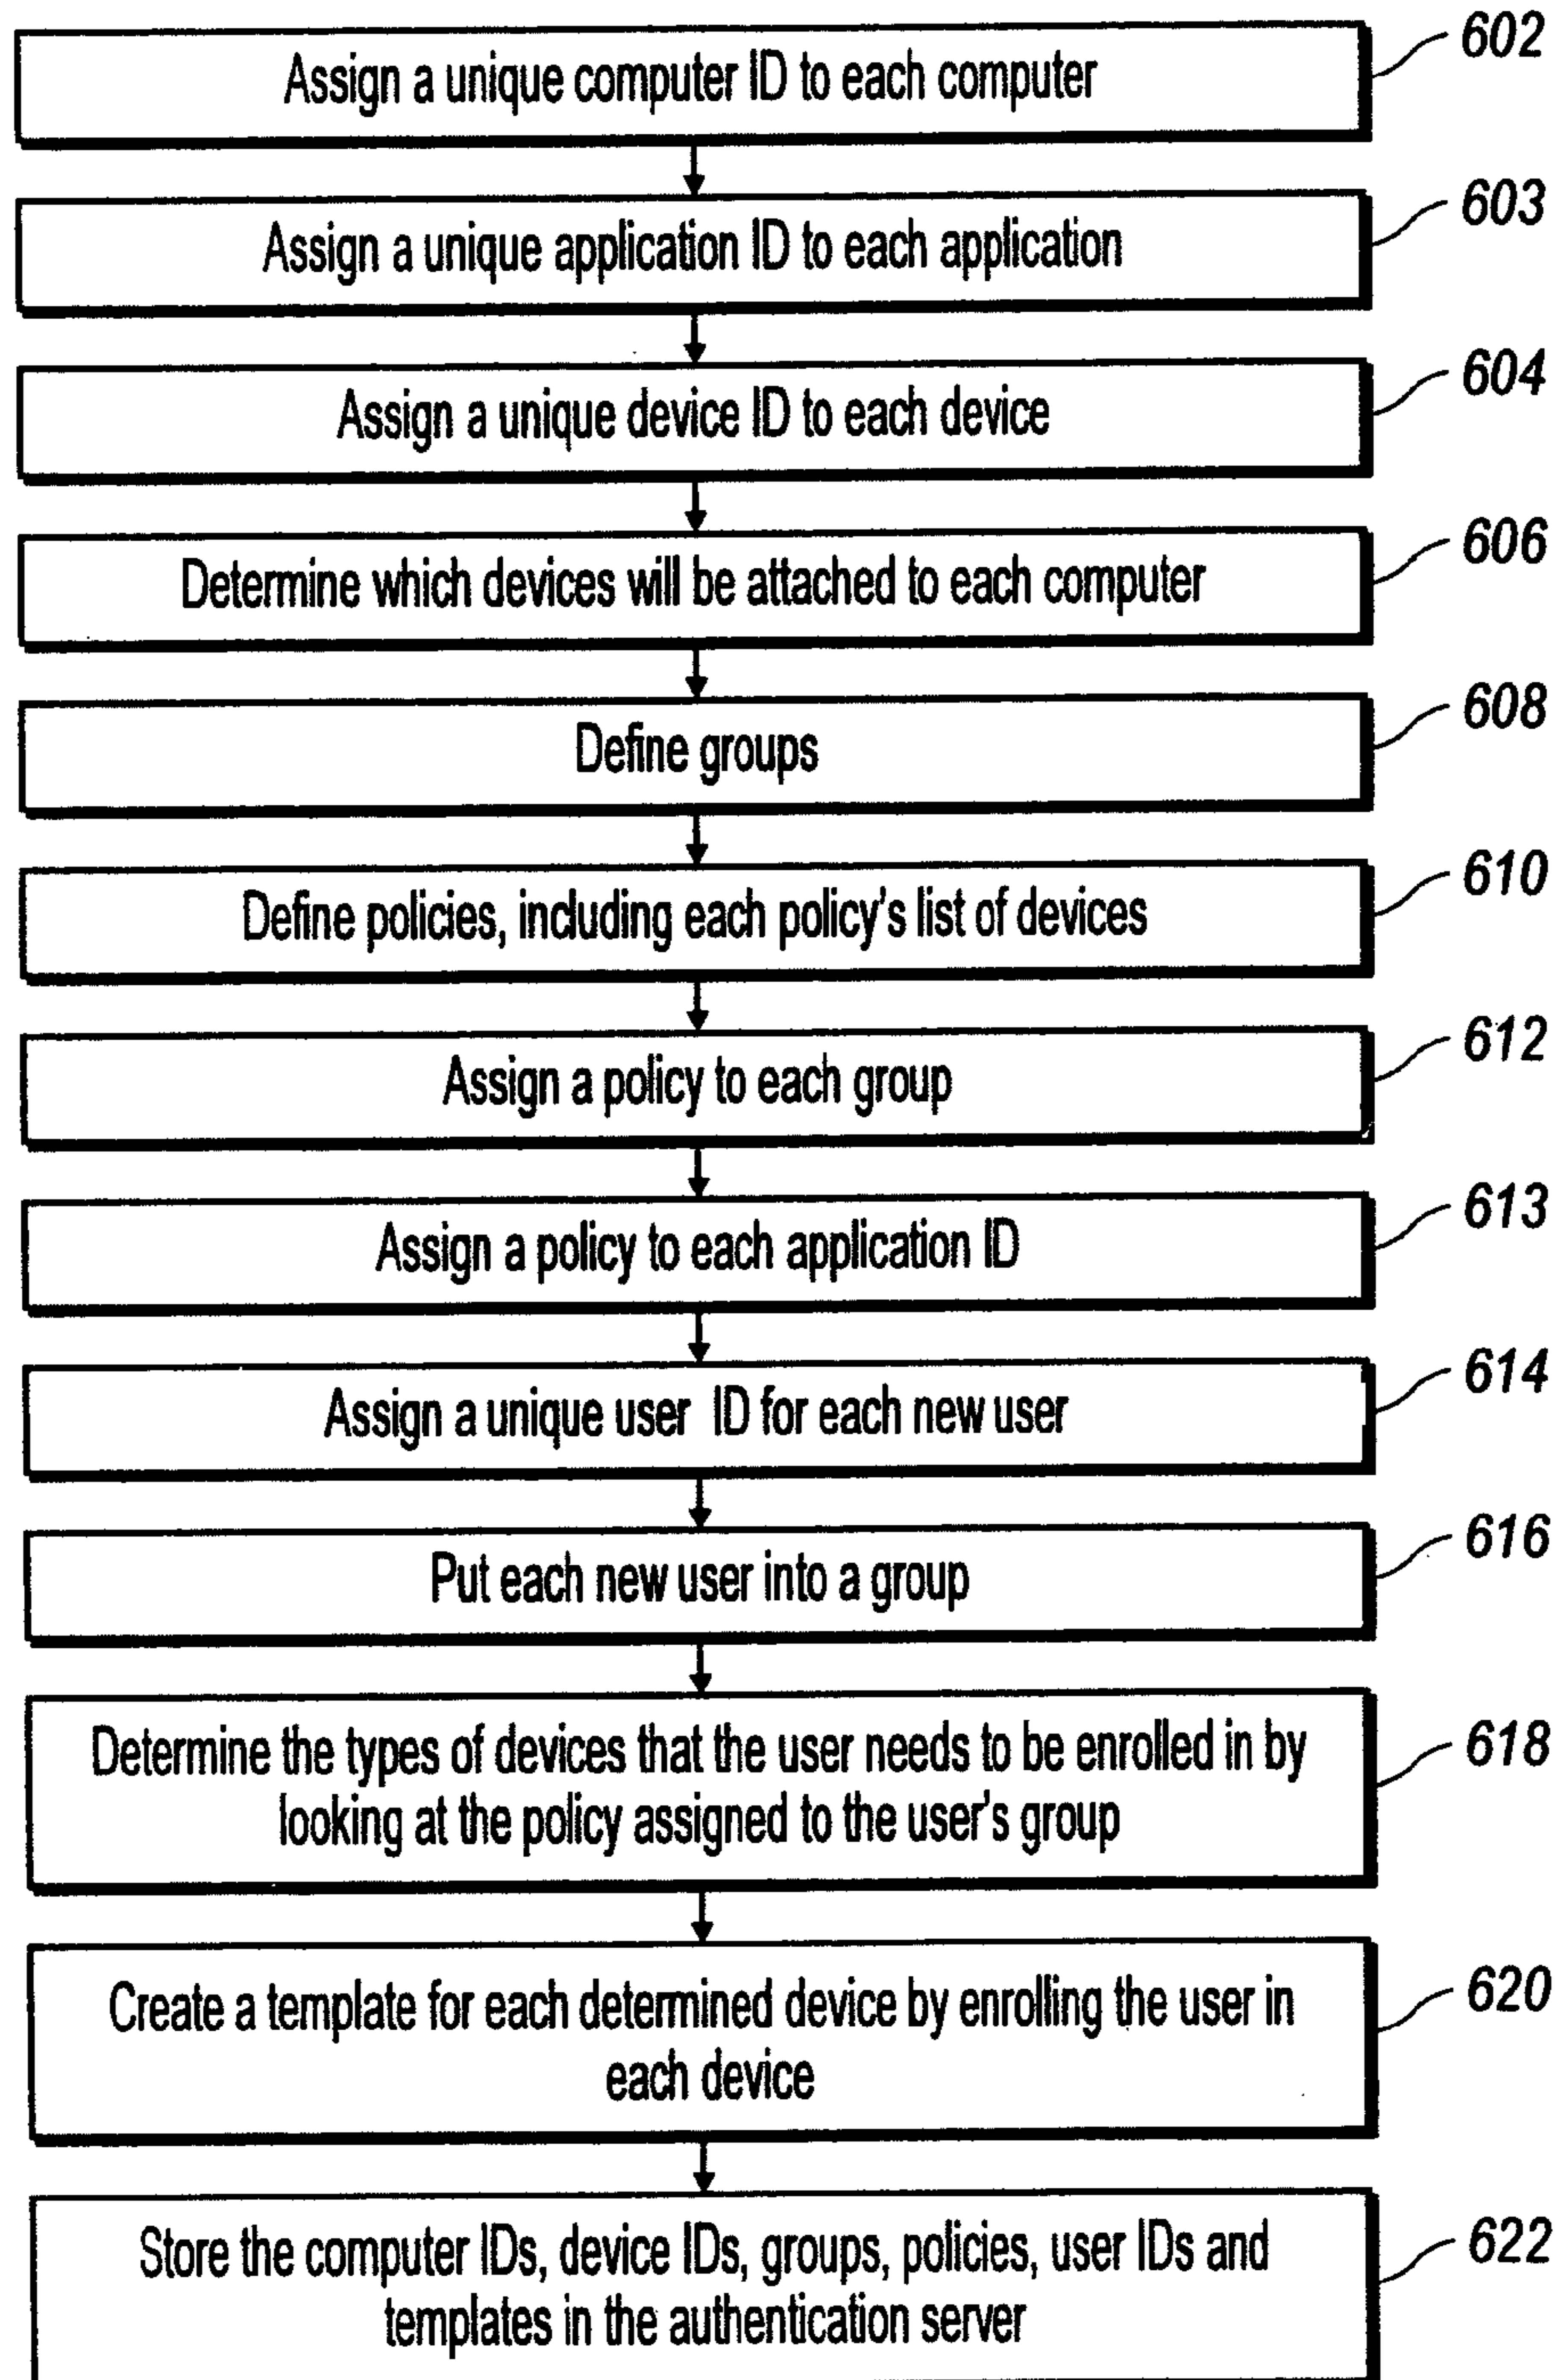 Assign a unique computer ID to each computer
602
Assign a unique application ID to each application
603
Assign a unique device ID to each device
604
Determine which devices will be attached to each computer
606
Define groups
608
Define policies, including each policy's list of devices
610
Assign a policy to each group
612
Assign a policy to each application ID
613
Assign a unique user ID for each new user
614
Put each new user into a group
616
Determine the types of devices that the user needs to be enrolled in by
looking at the policy assigned to the user's group
618
Create a template for each determined device by enrolling the user in
each device
620
Store the computer IDs, device IDs, groups, policies, user IDs and
templates in the authentication server
622